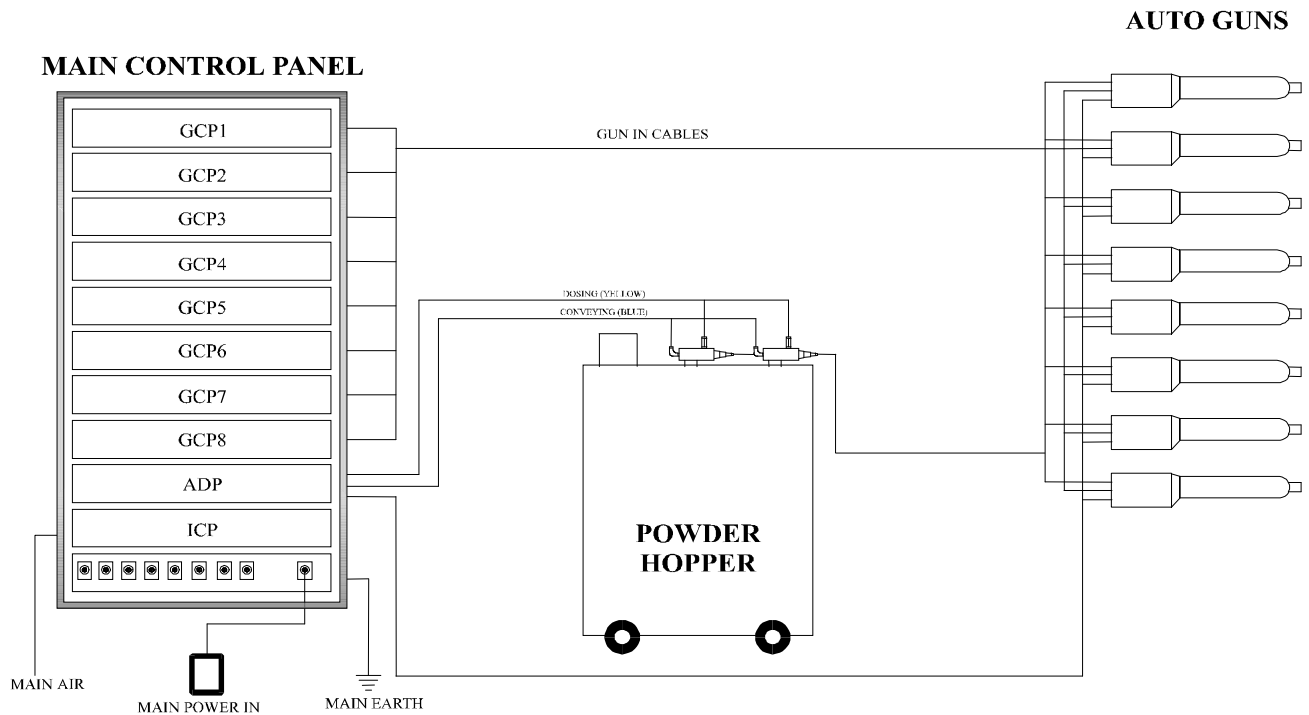 AUTO GUNS
MAIN CONTROL PANEL
GCP1
GUN IN CABLES
GCP2
GCP3
GCP4
DOSING (YELLOW)
GCP5
CONVEYING (BLUE)
GCP6
GCP7
GCP8
ADP
ICP
POWDER
HOPPER
MAIN AIR
MAIN POWER IN
MAIN EARTH